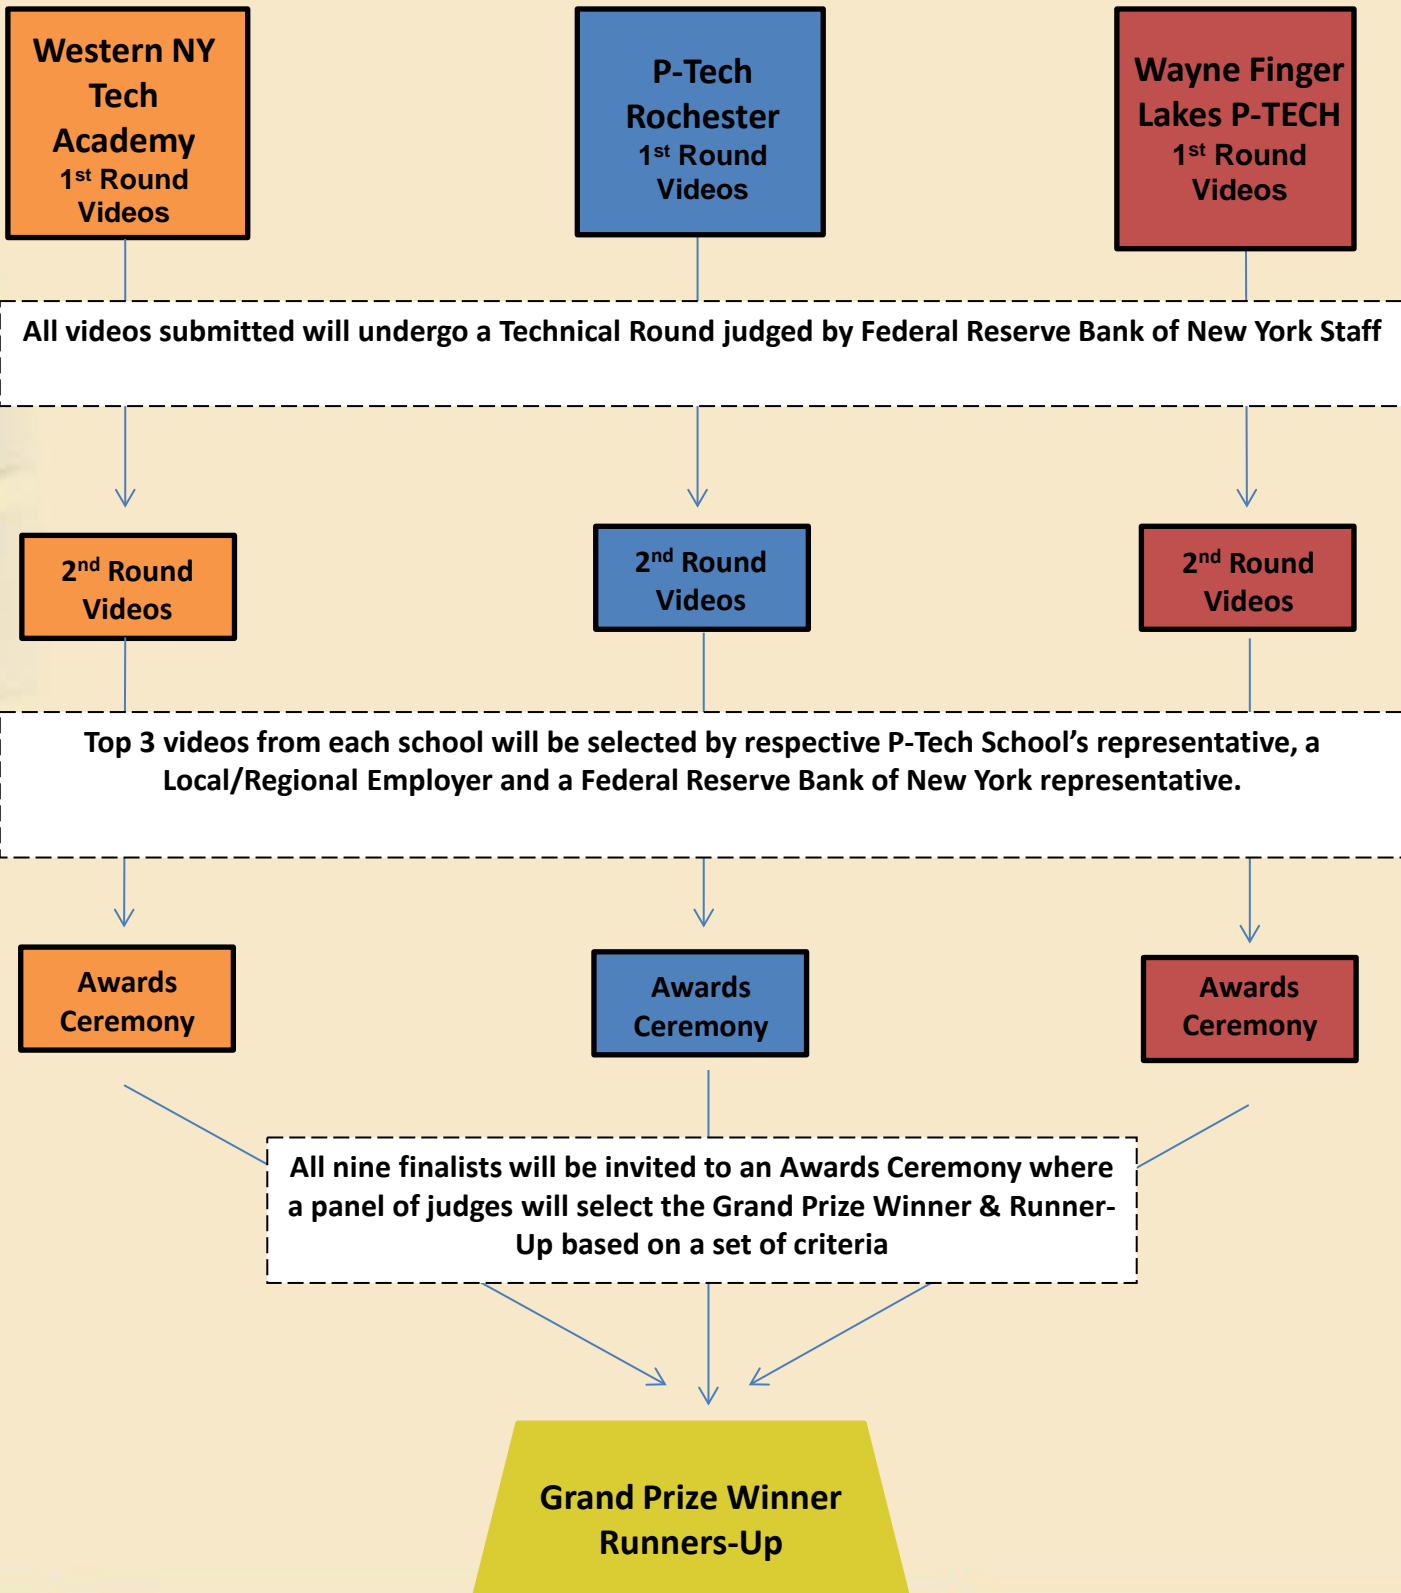 Western NY
Tech
Academy
1st Round
Videos
P-Tech
Rochester
1st Round
Videos
Wayne Finger
Lakes P-TECH
1st Round
Videos
All videos submitted will undergo a Technical Round judged by Federal Reserve Bank of New York Staff
2nd Round
Videos
2nd Round
Videos
2nd Round
Videos
Top 3 videos from each school will be selected by respective P-Tech School’s representative, a
Local/Regional Employer and a Federal Reserve Bank of New York representative.
Awards
Ceremony
Awards
Ceremony
Awards
Ceremony
All nine finalists will be invited to an Awards Ceremony where
a panel of judges will select the Grand Prize Winner & Runner-
Up based on a set of criteria
Grand Prize Winner
Runners-Up